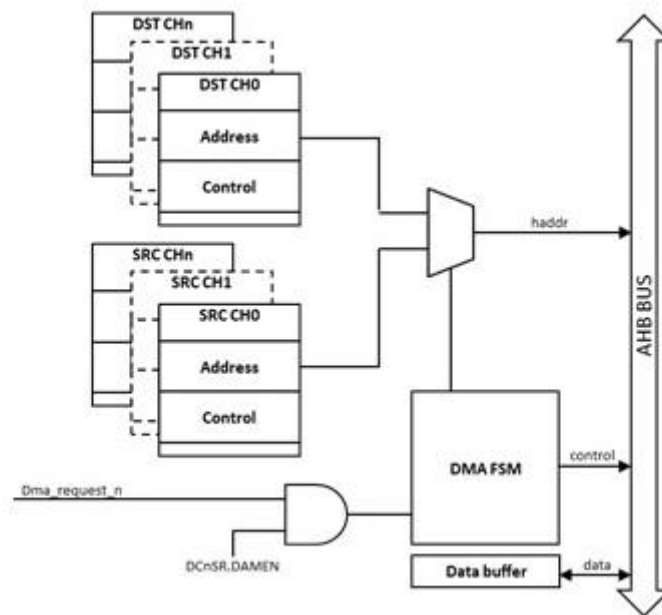 DST CHn
DST CH1
DST CH0
Address
Control
haddr
SRC CHn
SRC CH1
SRC CH0
Address
Control
AHB BUS
DMA FSM
control
Dma_request_n
DCnSR.DAMEN
Data buffer
data